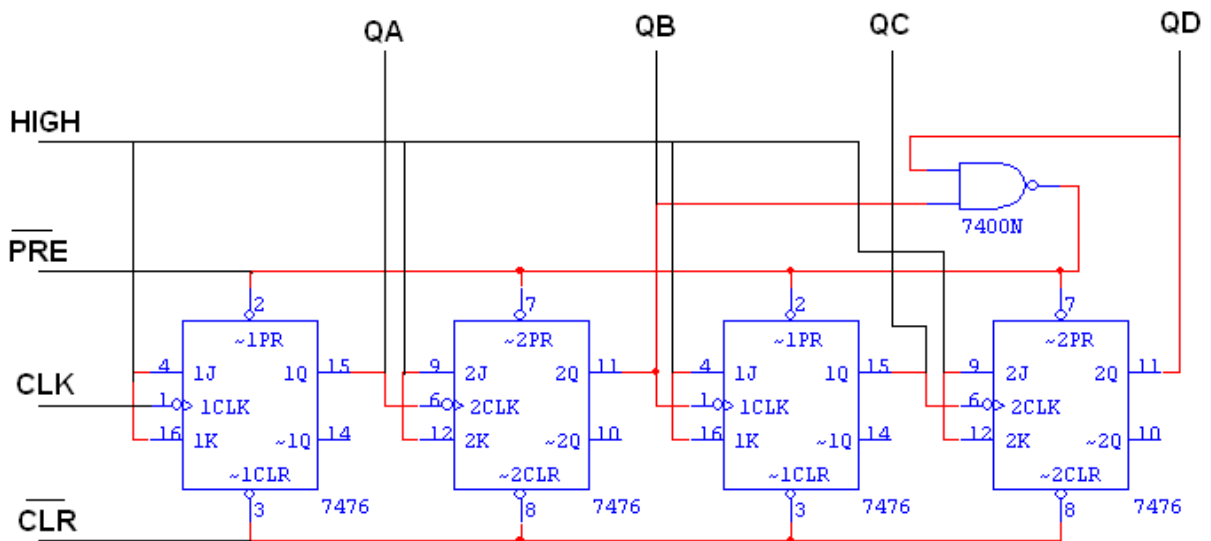 QA QB QC QD
HIGH
7400N
PRE
2 7 2 7
~1PR ~2PR ~1PR ~2PR
4 1J 1Q 15 9 2J 2Q 11 4 1J 1Q 15 9 2J 2Q 11
CLK 1 1CLK 6 2CLK 1 1CLK 6 2CLK
16 1K ~1Q 14 12 2K ~2Q 10 16 1K ~1Q 14 12 2K ~2Q 10
~1CLR ~2CLR ~1CLR ~2CLR
CLR 3 7476 8 7476 3 7476 8 7476